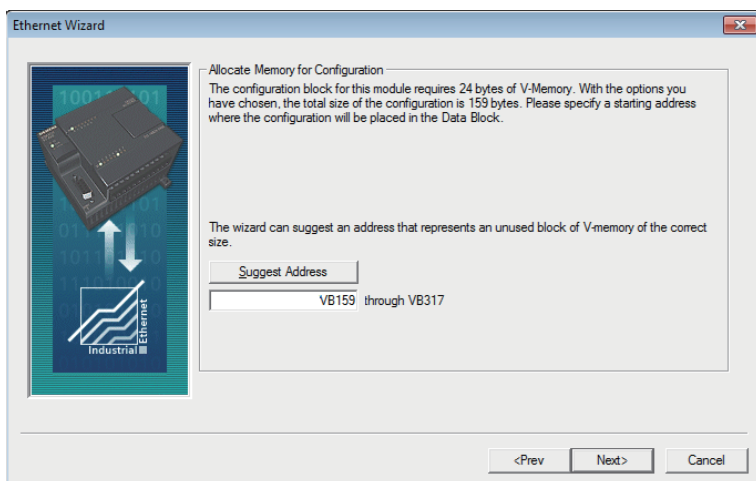 Ethernet Wizard
Allocate Memory for Configuration
The configuration block for this module requires 24 bytes of V-Memory. With the options you
have chosen, the total size of the configuration is 159 bytes. Please specify a starting address
where the configuration will be placed in the Data Block.
The wizard can suggest an address that represents an unused block of V-memory of the correct
size.
Suggest Address
VB159 through VB317
Industrial
Ethernet
<Prev
Next>
Cancel